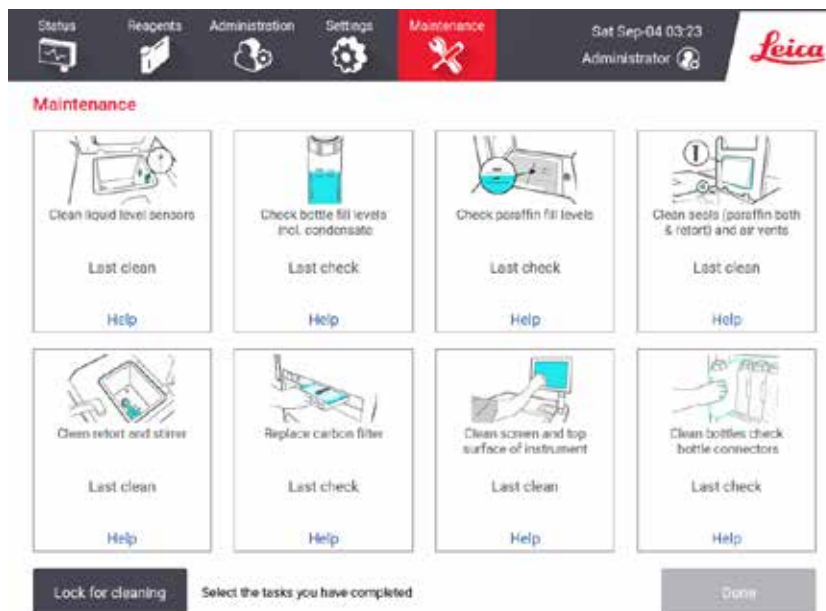 Status Reagents Administration Settings Maintenance
Sat Sep-04 03:23
Administrator
Leica
Maintenance
Clean liquid level sensors
Last clean
Help
Check bottle fill levels
incl. condensate
Last check
Help
Check paraffin fill levels
Last check
Help
Clean seals (paraffin bath
& retort) and air vents
Last clean
Help
Clean retort and stirrer
Last clean
Help
Replace carbon filter
Last check
Help
Clean screen and top
surface of instrument
Last clean
Help
Clean bottles check
bottle connectors
Last check
Help
Lock for cleaning
Select the tasks you have completed
Done